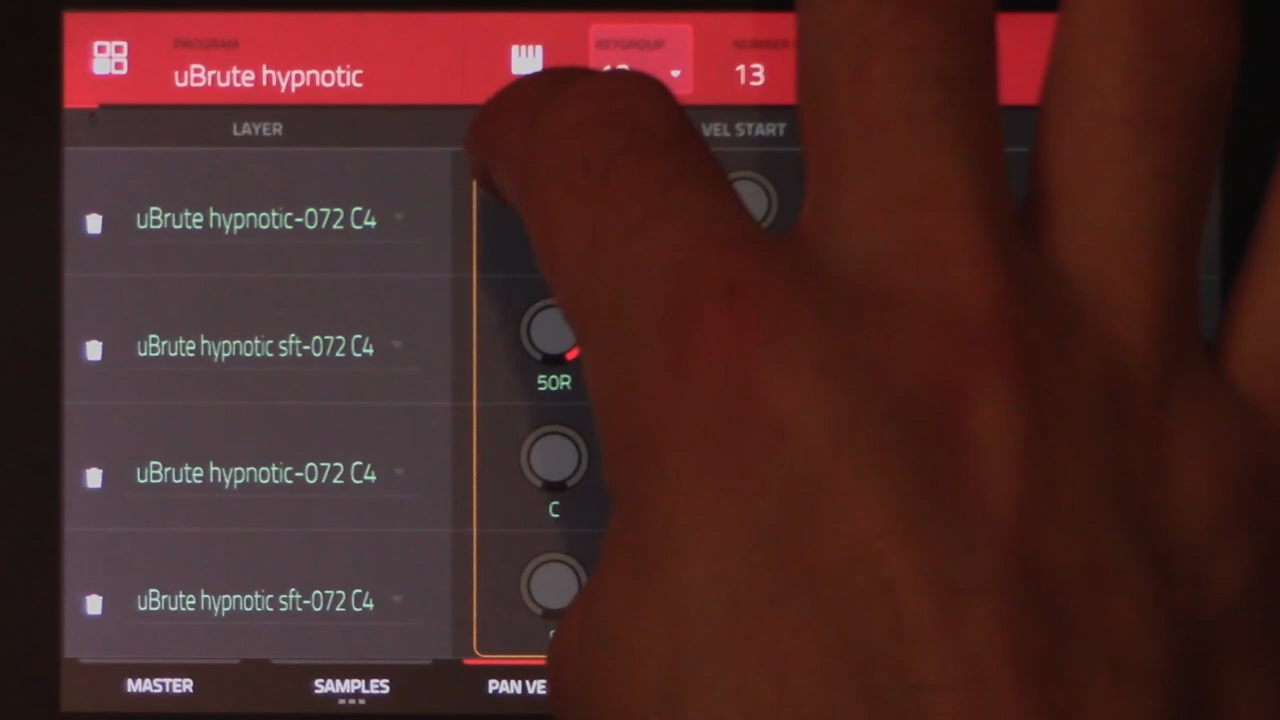 PROGRAM
uBrute hypnotic
KEYGROUP
NUMBER
13
LAYER
VEL START
uBrute hypnotic-072 C4
uBrute hypnotic sft-072 C4
50R
uBrute hypnotic-072 C4
C
uBrute hypnotic sft-072 C4
MASTER
SAMPLES
PAN VE